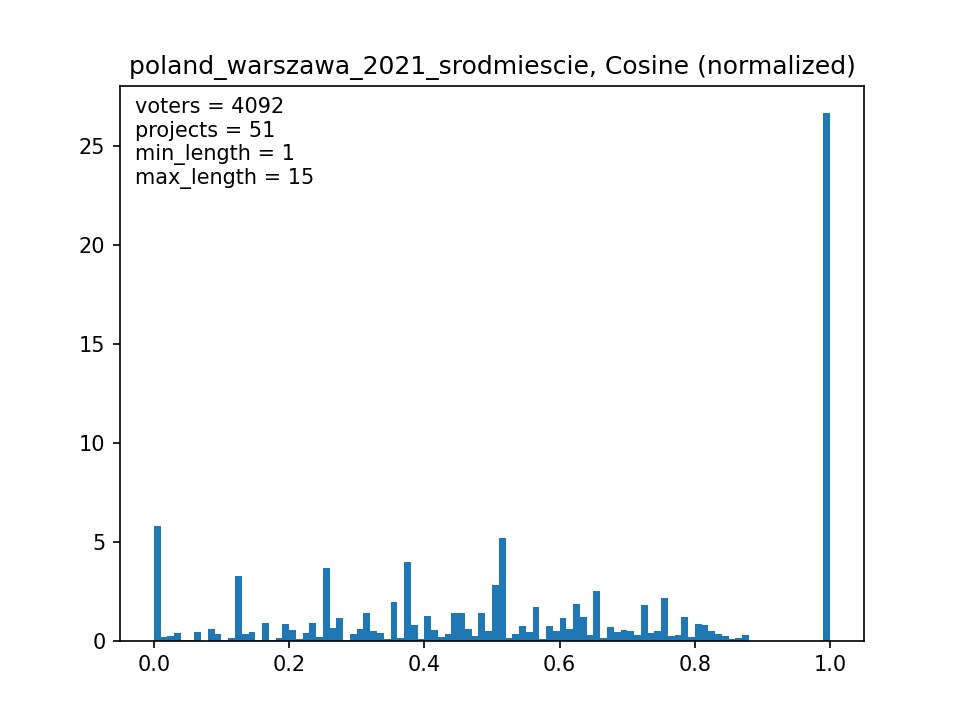 poland_warszawa_2021_srodmiescie, Cosine (normalized)
voters = 4092
projects = 51
min_length = 1
max_length = 15
25
20
15
10
5
0
0.0 0.2 0.4 0.6 0.8 1.0